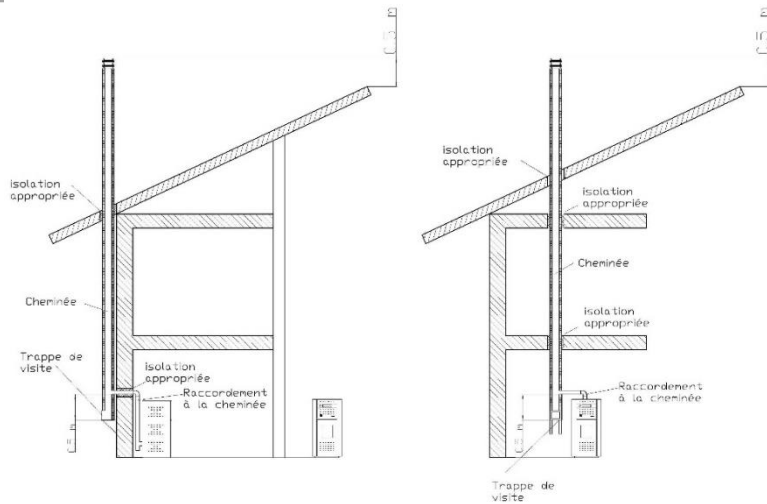 isolation
appropriée
Cheminée
Trappe de
visite
isolation
appropriée
Raccordement
à la cheminée
isolation
appropriée
isolation
appropriée
Cheminée
isolation
appropriée
Raccordement
à la cheminée
Trappe de
visite